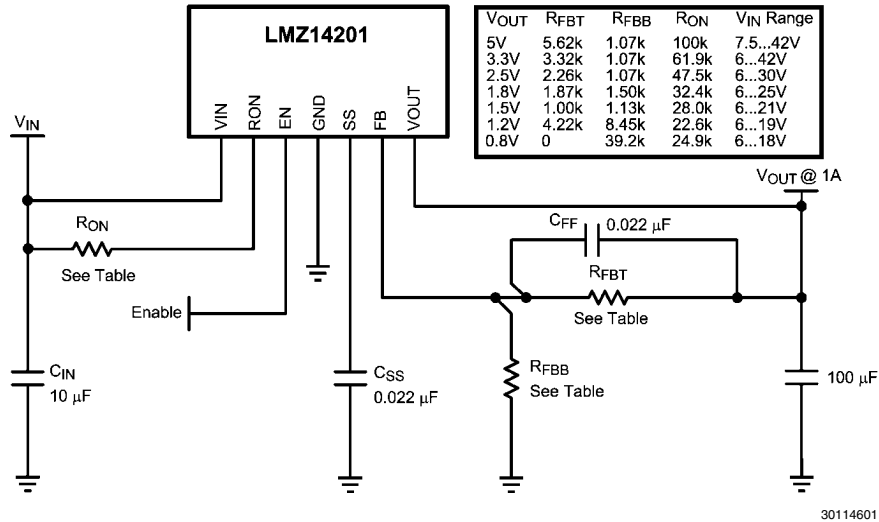 LMZ14201
VIN RON EN GND SS FB VOUT
VOUT RFBT RFBB RON VIN Range
5V 5.62k 1.07k 100k 7.5...42V
3.3V 3.32k 1.07k 61.9k 6...42V
2.5V 2.26k 1.07k 47.5k 6...30V
1.8V 1.87k 1.50k 32.4k 6...25V
1.5V 1.00k 1.13k 28.0k 6...21V
1.2V 4.22k 8.45k 22.6k 6...19V
0.8V 0 39.2k 24.9k 6...18V
VIN
VOUT @ 1A
RON
See Table
CFF 0.022 µF
RFBT
See Table
Enable
CIN
10 µF
CSS
0.022 µF
RFBB
See Table
100 µF
30114601